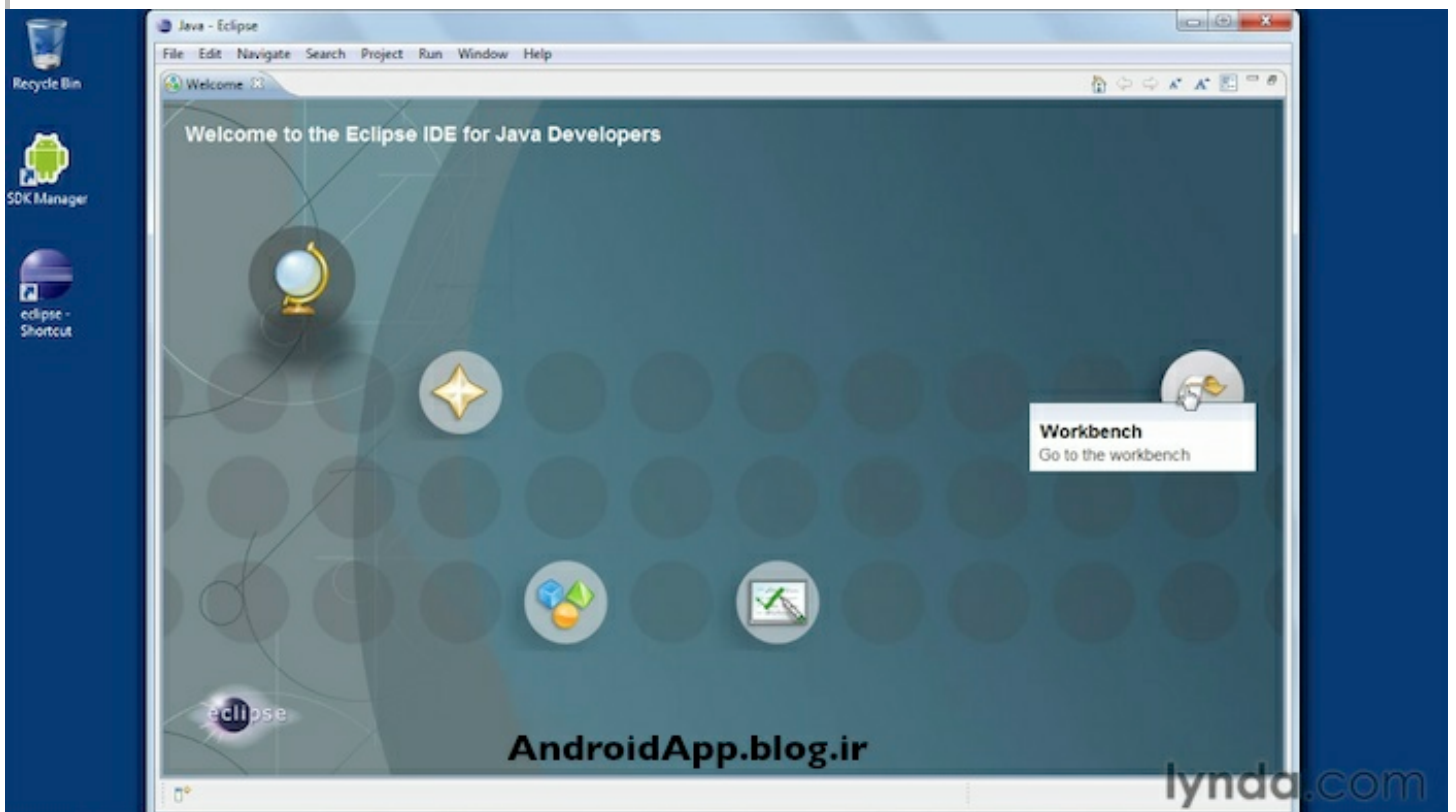 Recycle Bin
SDK Manager
eclipse -
Shortcut
Java - Eclipse
File Edit Navigate Search Project Run Window Help
Welcome
Welcome to the Eclipse IDE for Java Developers
Workbench
Go to the workbench
eclipse
AndroidApp.blog.ir
lynda.com